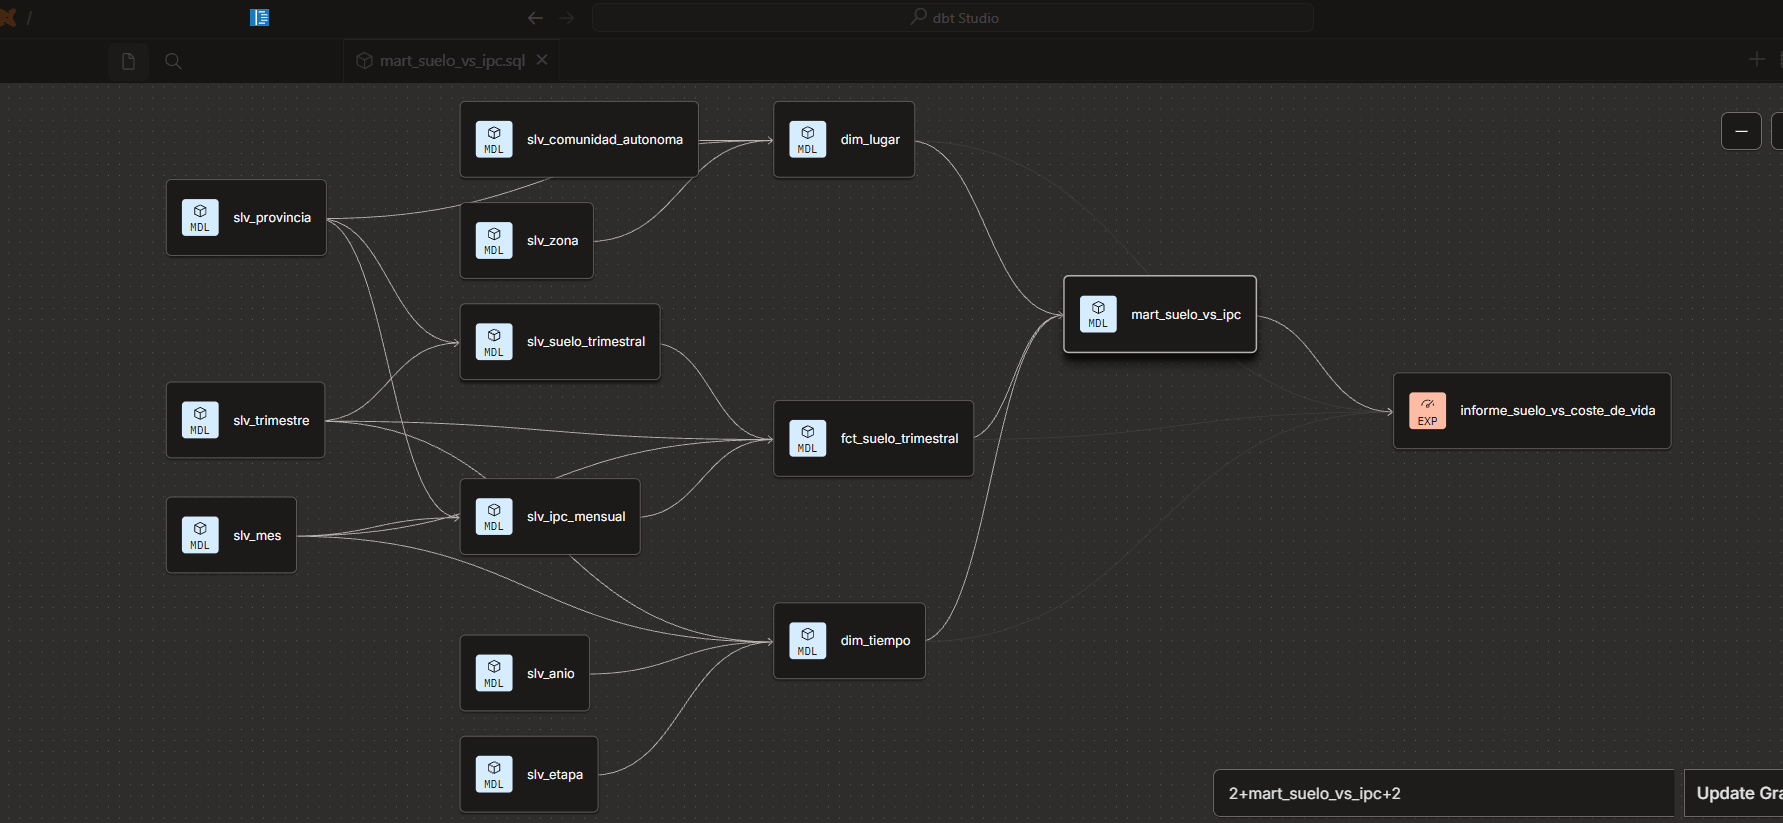 /
dbt Studio
mart_suelo_vs_ipc.sql
MDL slv_comunidad_autonoma
MDL dim_lugar
MDL slv_provincia
MDL slv_zona
MDL mart_suelo_vs_ipc
MDL slv_suelo_trimestral
EXP informe_suelo_vs_coste_de_vida
MDL slv_trimestre
MDL fct_suelo_trimestral
MDL slv_ipc_mensual
MDL slv_mes
MDL dim_tiempo
MDL slv_anio
MDL slv_etapa
2+mart_suelo_vs_ipc+2
Update Gra